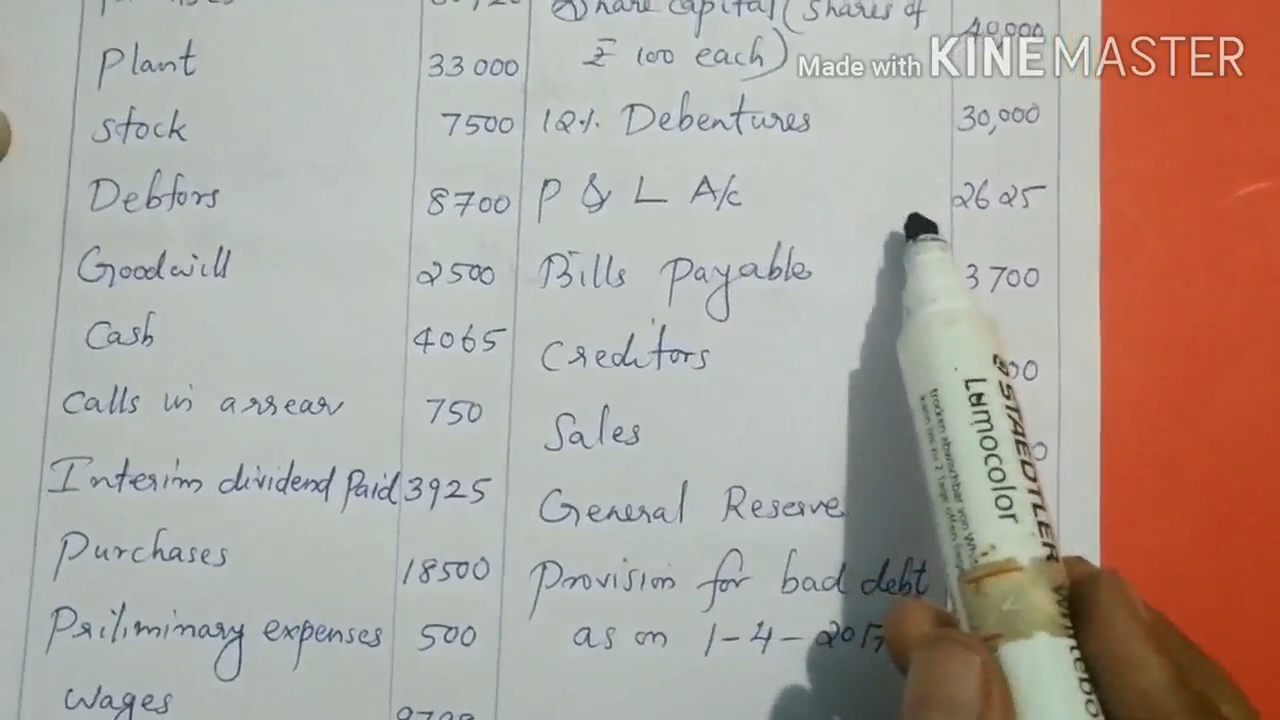 Share capital (shares of
₹ 100 each) 40000
Made with KINEMASTER
Plant 33000
Stock 7500 12% Debentures 30,000
Debtors 8700 P & L A/c 2625
Goodwill 2500 Bills payable 3700
Cash 4065 Creditors
Calls in arrear 750 Sales
Interim dividend paid 3925 General Reserve
Purchases 18500 Provision for bad debt
Priliminary expenses 500 as on 1-4-2017
Wages
STAEDTLER
Lumocolor